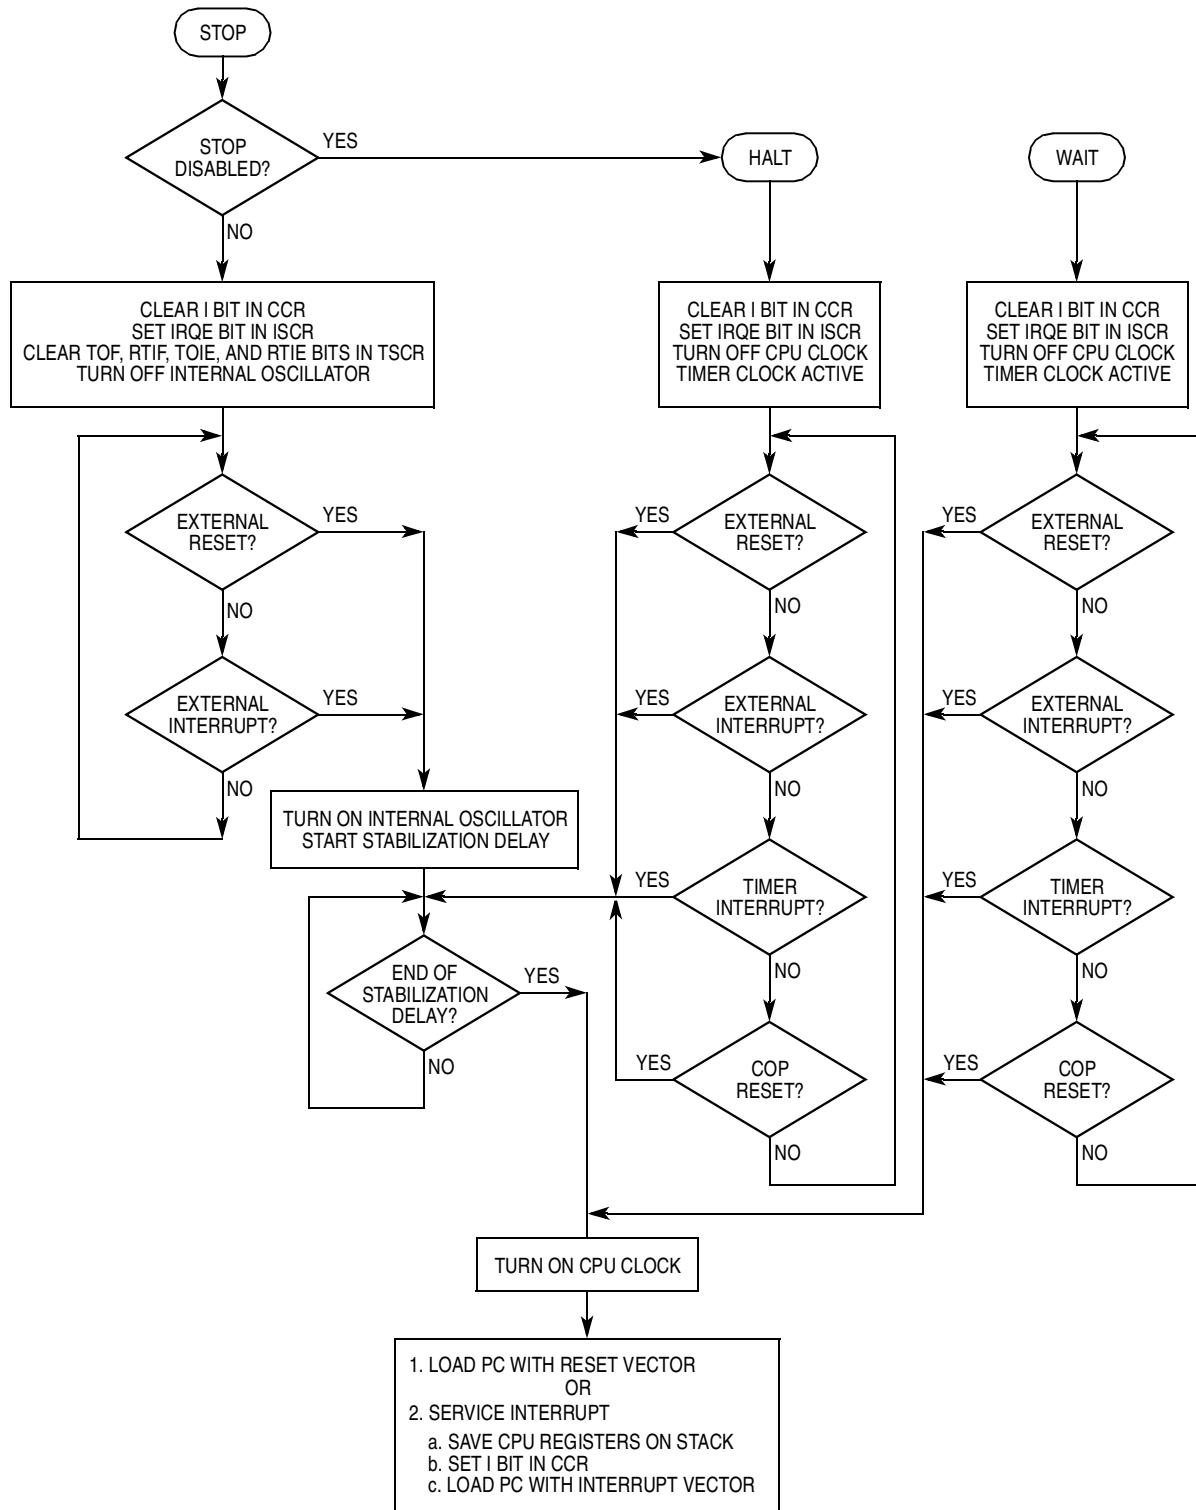 STOP
STOP
DISABLED?
YES
NO
HALT
WAIT
CLEAR I BIT IN CCR
SET IRQE BIT IN ISCR
CLEAR TOF, RTIF, TOIE, AND RTIE BITS IN TSCR
TURN OFF INTERNAL OSCILLATOR
CLEAR I BIT IN CCR
SET IRQE BIT IN ISCR
TURN OFF CPU CLOCK
TIMER CLOCK ACTIVE
CLEAR I BIT IN CCR
SET IRQE BIT IN ISCR
TURN OFF CPU CLOCK
TIMER CLOCK ACTIVE
EXTERNAL
RESET?
YES
NO
EXTERNAL
INTERRUPT?
YES
NO
TURN ON INTERNAL OSCILLATOR
START STABILIZATION DELAY
END OF
STABILIZATION
DELAY?
YES
NO
YES
EXTERNAL
RESET?
NO
YES
EXTERNAL
INTERRUPT?
NO
YES
TIMER
INTERRUPT?
NO
YES
COP
RESET?
NO
YES
EXTERNAL
RESET?
NO
YES
EXTERNAL
INTERRUPT?
NO
YES
TIMER
INTERRUPT?
NO
YES
COP
RESET?
NO
TURN ON CPU CLOCK
1. LOAD PC WITH RESET VECTOR
OR
2. SERVICE INTERRUPT
a. SAVE CPU REGISTERS ON STACK
b. SET I BIT IN CCR
c. LOAD PC WITH INTERRUPT VECTOR